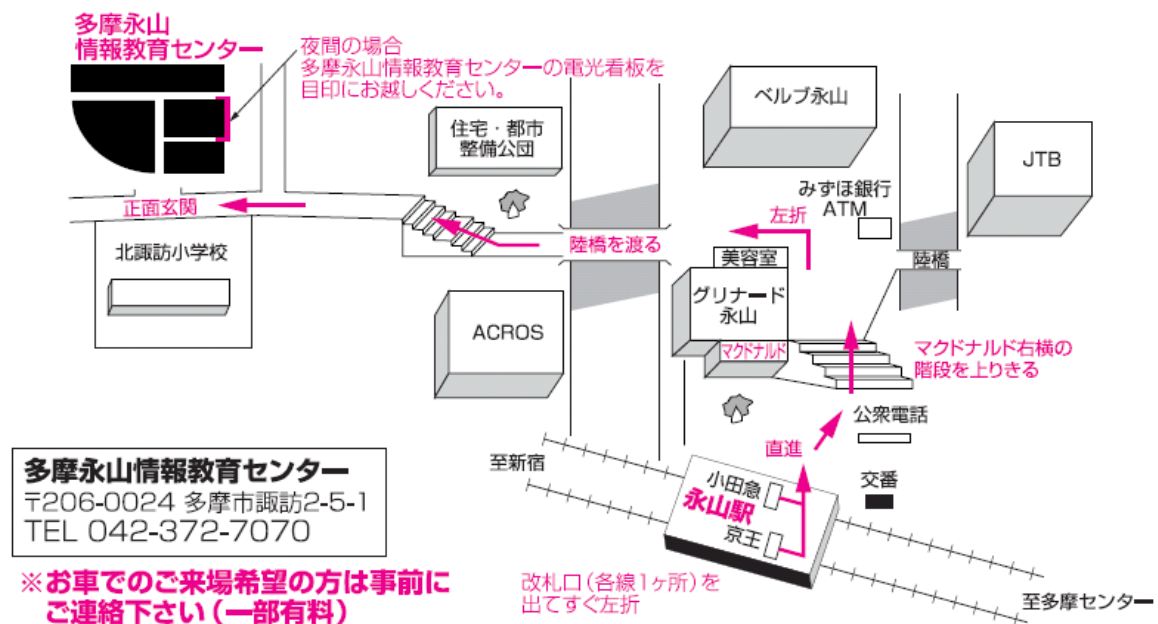 多摩永山
情報教育センター
夜間の場合
多摩永山情報教育センターの電光看板を
目印にお越しください。
住宅・都市
整備公団
ベルブ永山
JTB
みずほ銀行
ATM
正面玄関
左折
陸橋を渡る
北諏訪小学校
美容室
陸橋
グリナード
永山
ACROS
マクドナルド
マクドナルド右横の
階段を上りきる
公衆電話
直進
至新宿
交番
小田急
永山駅
京王
多摩永山情報教育センター
〒206-0024 多摩市諏訪2-5-1
TEL 042-372-7070
※お車でのご来場希望の方は事前に
ご連絡下さい（一部有料）
改札口（各線1ヶ所）を
出てすぐ左折
至多摩センター